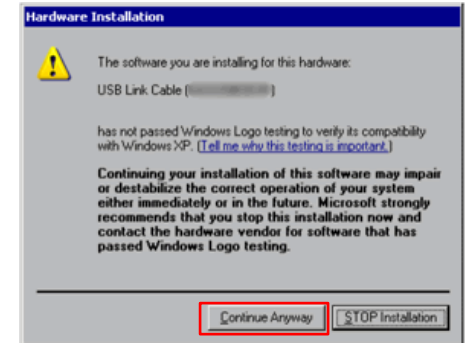 Hardware Installation
The software you are installing for this hardware:
USB Link Cable (
)
has not passed Windows Logo testing to verify its compatibility
with Windows XP. (Tell me why this testing is important.)
Continuing your installation of this software may impair
or destabilize the correct operation of your system
either immediately or in the future. Microsoft strongly
recommends that you stop this installation now and
contact the hardware vendor for software that has
passed Windows Logo testing.
Continue Anyway
STOP Installation